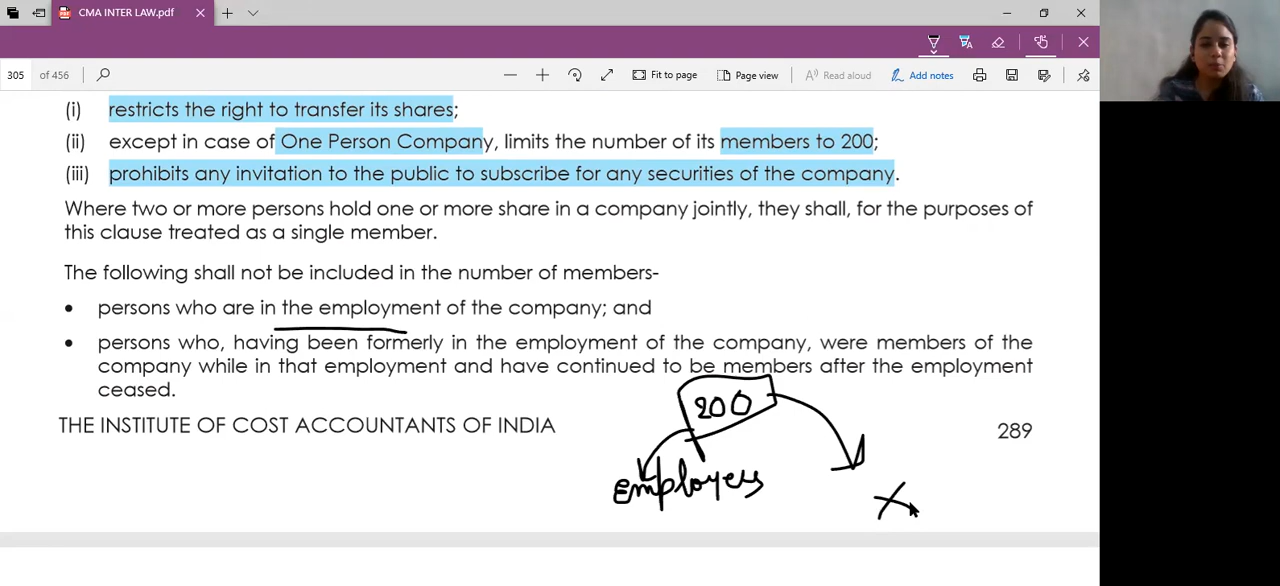 CMA INTER LAW.pdf
305 of 456 Fit to page Page view Read aloud Add notes
(i) restricts the right to transfer its shares;
(ii) except in case of One Person Company, limits the number of its members to 200;
(iii) prohibits any invitation to the public to subscribe for any securities of the company.
Where two or more persons hold one or more share in a company jointly, they shall, for the purposes of
this clause treated as a single member.
The following shall not be included in the number of members-
• persons who are in the employment of the company; and
• persons who, having been formerly in the employment of the company, were members of the
company while in that employment and have continued to be members after the employment
ceased.
200
THE INSTITUTE OF COST ACCOUNTANTS OF INDIA 289
Employess
X